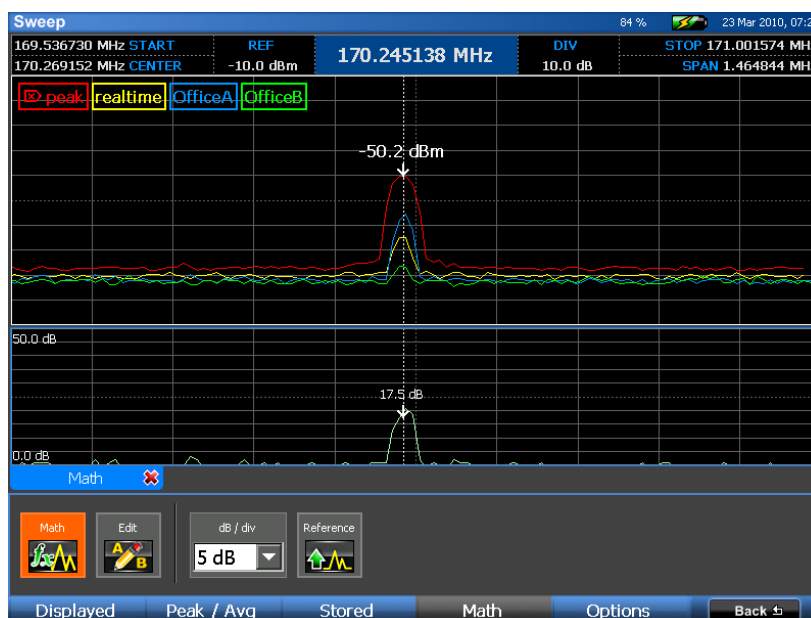 Sweep 84 % 23 Mar 2010, 07:2
169.536730 MHz START REF 170.245138 MHz DIV STOP 171.001574 MH
170.269152 MHz CENTER -10.0 dBm 10.0 dB SPAN 1.464844 MH
peak realtime OfficeA OfficeB
-50.2 dBm
50.0 dB
17.5 dB
0.0 dB
Math
Math Edit dB / div Reference
fx A B 5 dB
Displayed Peak / Avg Stored Math Options Back